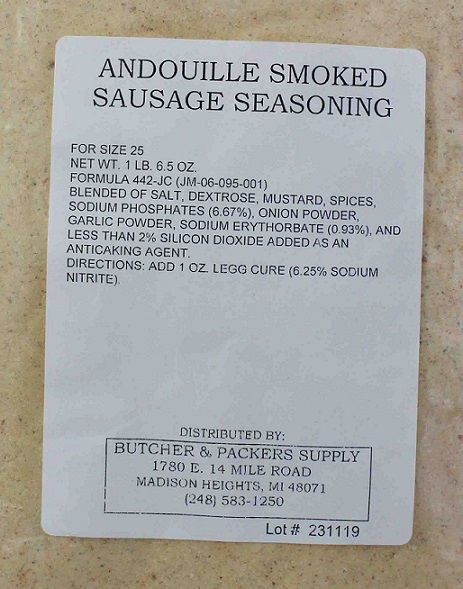 ANDOUILLE SMOKED
SAUSAGE SEASONING
FOR SIZE 25
NET WT. 1 LB. 6.5 OZ.
FORMULA 442-JC (JM-06-095-001)
BLENDED OF SALT, DEXTROSE, MUSTARD, SPICES,
SODIUM PHOSPHATES (6.67%), ONION POWDER,
GARLIC POWDER, SODIUM ERYTHORBATE (0.93%), AND
LESS THAN 2% SILICON DIOXIDE ADDED AS AN
ANTICAKING AGENT.
DIRECTIONS: ADD 1 OZ. LEGG CURE (6.25% SODIUM
NITRITE).
DISTRIBUTED BY:
BUTCHER & PACKERS SUPPLY
1780 E. 14 MILE ROAD
MADISON HEIGHTS, MI 48071
(248) 583-1250
Lot # 231119